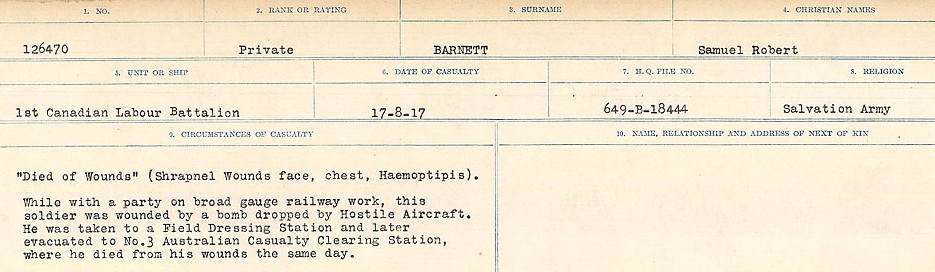 1. NO. 2. RANK OR RATING 3. SURNAME 4. CHRISTIAN NAMES
126470 Private BARNETT Samuel Robert
5. UNIT OR SHIP 6. DATE OF CASUALTY 7. H.Q. FILE NO. 8. RELIGION
1st Canadian Labour Battalion 17-8-17 649-B-18444 Salvation Army
9. CIRCUMSTANCES OF CASUALTY 10. NAME, RELATIONSHIP AND ADDRESS OF NEXT OF KIN
"Died of Wounds" (Shrapnel Wounds face, chest, Haemoptipis).
While with a party on broad gauge railway work, this
soldier was wounded by a bomb dropped by Hostile Aircraft.
He was taken to a Field Dressing Station and later
evacuated to No.3 Australian Casualty Clearing Station,
where he died from his wounds the same day.